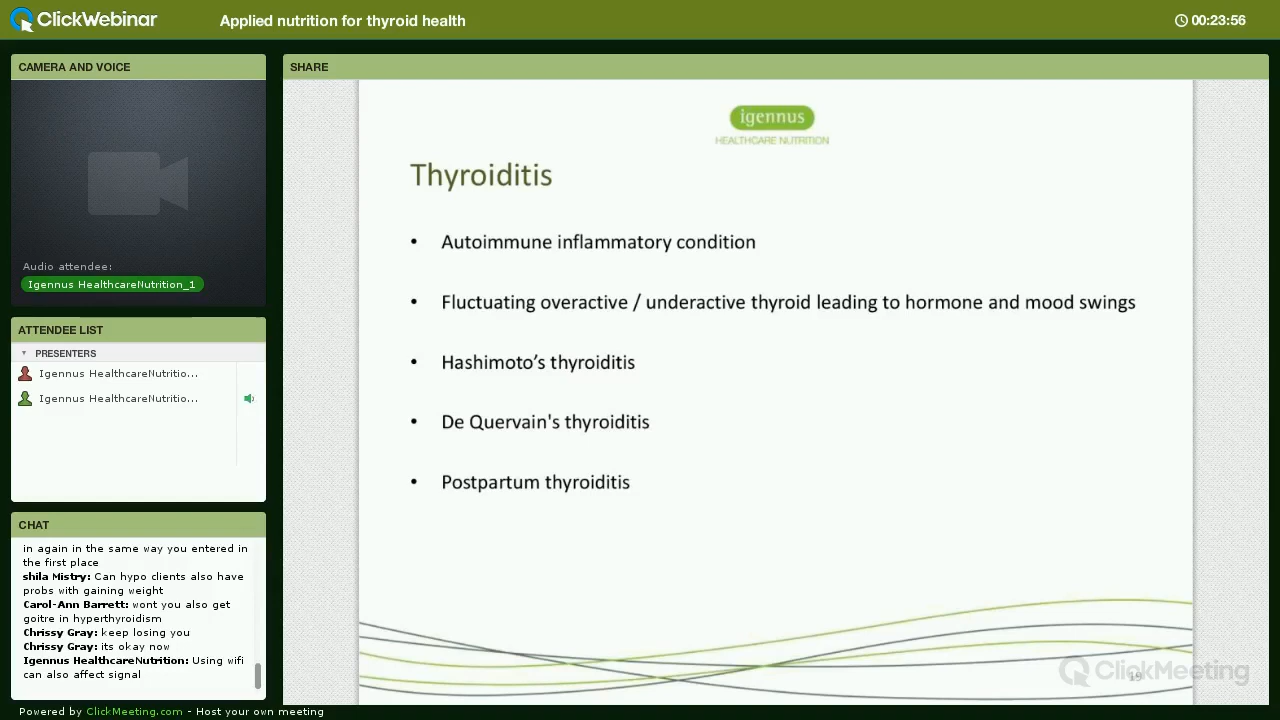 ClickWebinar
Applied nutrition for thyroid health
00:23:56
CAMERA AND VOICE
Audio attendee:
Igennus HealthcareNutrition_1
ATTENDEE LIST
PRESENTERS
Igennus HealthcareNutritio...
Igennus HealthcareNutritio...
CHAT
in again in the same way you entered in
the first place
shila Mistry: Can hypo clients also have
probs with gaining weight
Carol-Ann Barrett: wont you also get
goitre in hyperthyroidism
Chrissy Gray: keep losing you
Chrissy Gray: its okay now
Igennus HealthcareNutrition: Using wifi
can also affect signal
SHARE
igennus
HEALTHCARE NUTRITION
Thyroiditis
• Autoimmune inflammatory condition
• Fluctuating overactive / underactive thyroid leading to hormone and mood swings
• Hashimoto’s thyroiditis
• De Quervain's thyroiditis
• Postpartum thyroiditis
19
ClickMeeting
Powered by ClickMeeting.com - Host your own meeting